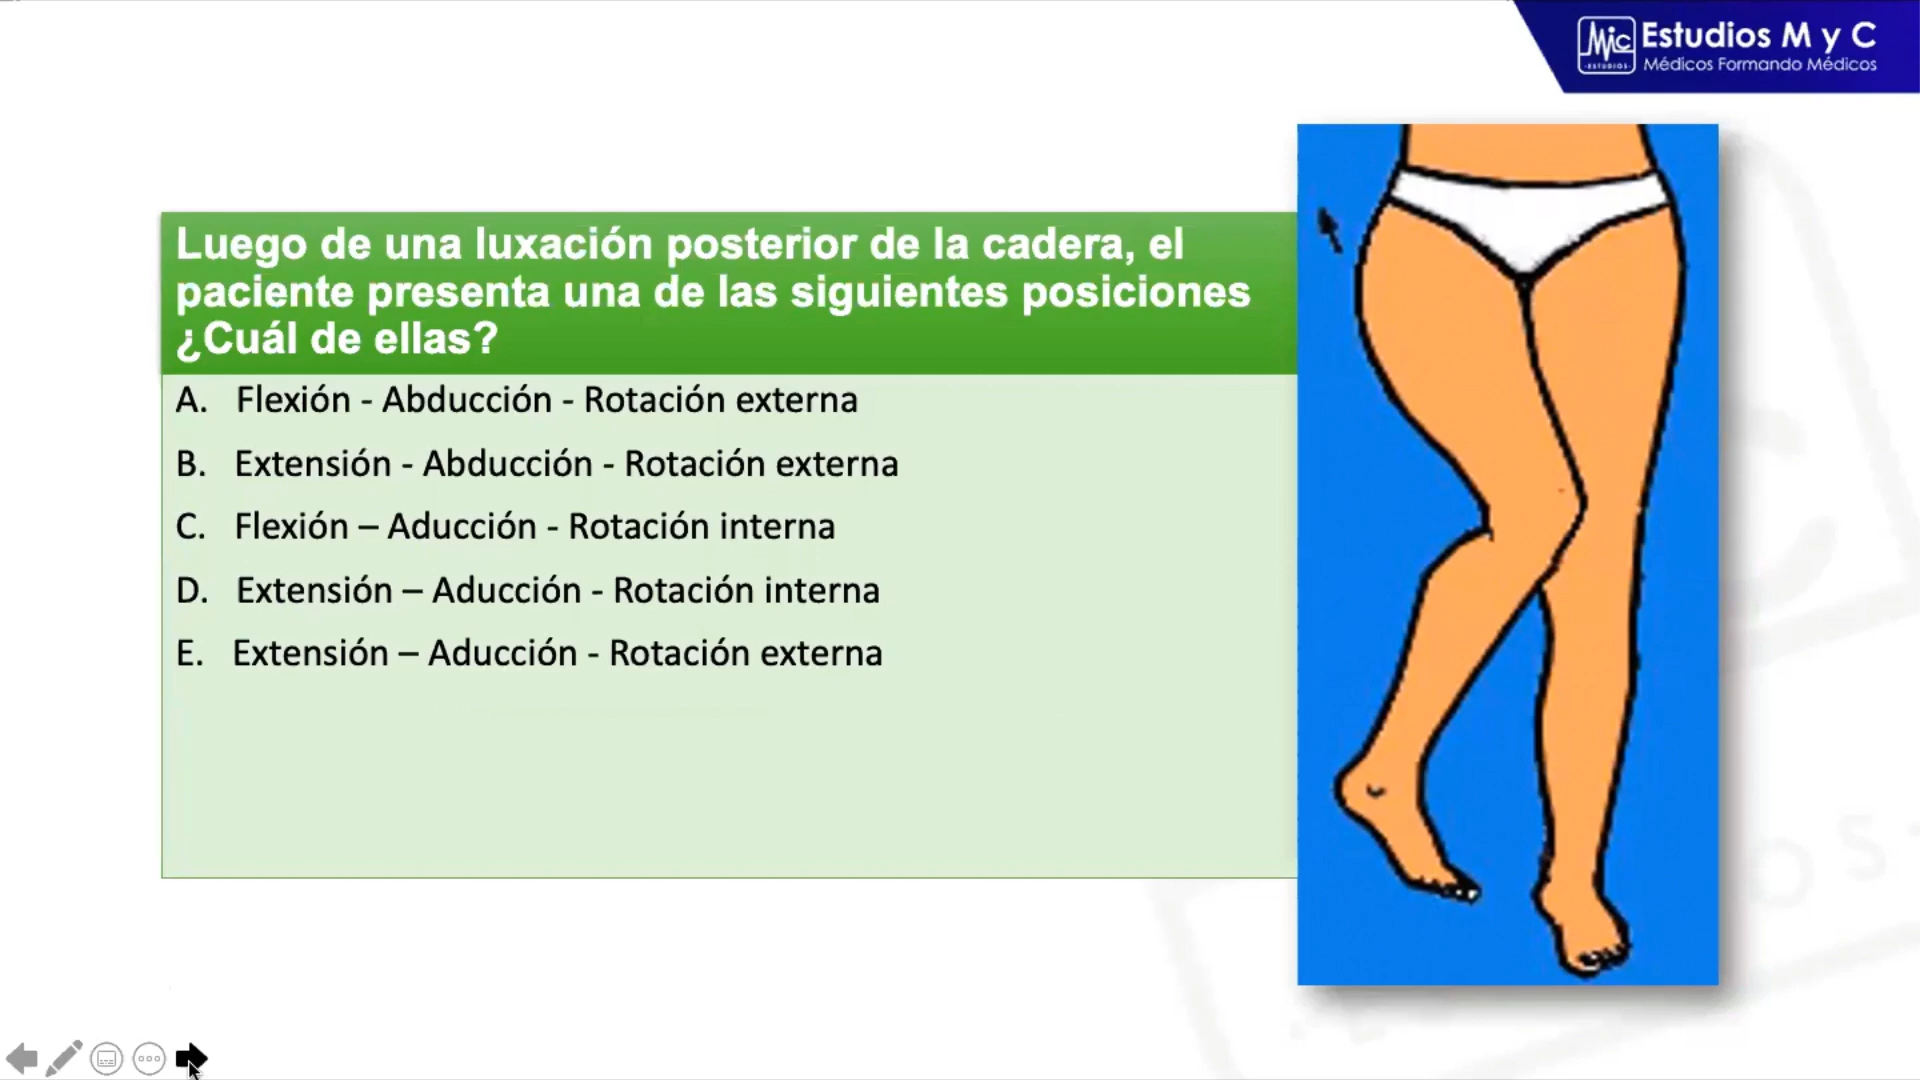 Estudios M y C
Médicos Formando Médicos
MJC
·ESTUDIOS·
Luego de una luxación posterior de la cadera, el
paciente presenta una de las siguientes posiciones
¿Cuál de ellas?
A. Flexión - Abducción - Rotación externa
B. Extensión - Abducción - Rotación externa
C. Flexión – Aducción - Rotación interna
D. Extensión – Aducción - Rotación interna
E. Extensión – Aducción - Rotación externa